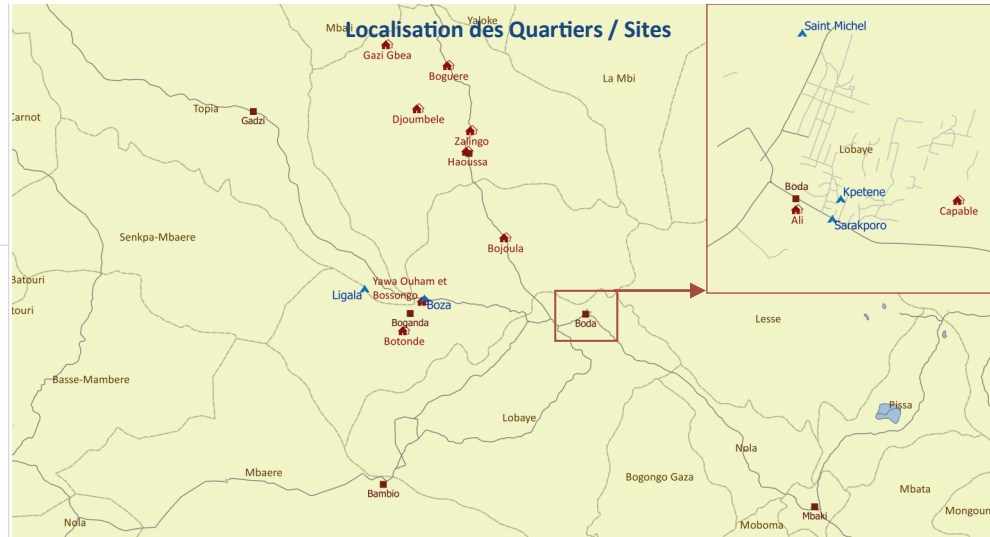 Localisation des Quartiers / Sites
Mbali
Yaloke
Gazi Gbea
Boguere
La Mbi
Topia
Gadzi
Djoumbele
Carnot
Zalingo
Haoussa
Senkpa-Mbaere
Bojoula
Batouri
touri
Yawa Ouham et
Bossongo
Ligala
Boza
Boganda
Botonde
Boda
Lesse
Basse-Mambere
Lobaye
Pissa
Mbaere
Bambio
Bogongo Gaza
Nola
Mbata
Nola
Mbaki
Moboma
Mongoun
Saint Michel
Lobaye
Boda
Kpetene
Ali
Sarakporo
Capable